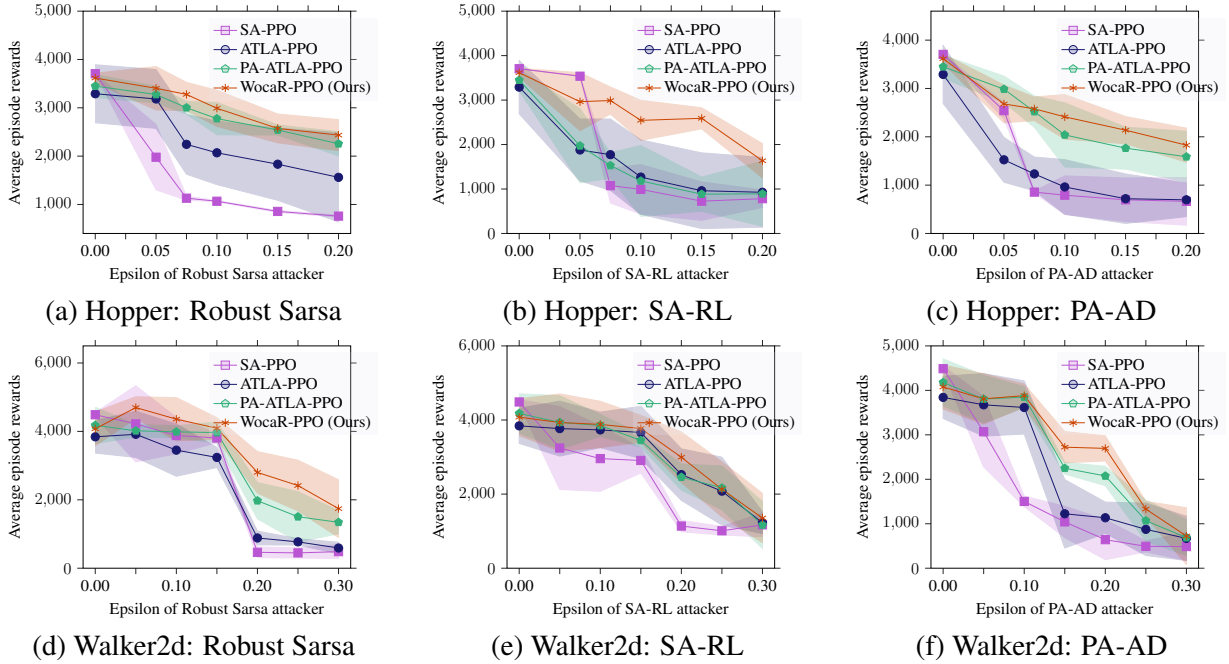 5,000
4,000
3,000
2,000
1,000
Average episode rewards
0.00
0.05
0.10
0.15
0.20
Epsilon of Robust Sarsa attacker
SA-PPO
ATLA-PPO
PA-ATLA-PPO
WocaR-PPO (Ours)
(a) Hopper: Robust Sarsa
5,000
4,000
3,000
2,000
1,000
0
Average episode rewards
0.00
0.05
0.10
0.15
0.20
Epsilon of SA-RL attacker
SA-PPO
ATLA-PPO
PA-ATLA-PPO
WocaR-PPO (Ours)
(b) Hopper: SA-RL
4,000
3,000
2,000
1,000
0
Average episode rewards
0.00
0.05
0.10
0.15
0.20
Epsilon of PA-AD attacker
SA-PPO
ATLA-PPO
PA-ATLA-PPO
WocaR-PPO (Ours)
(c) Hopper: PA-AD
6,000
4,000
2,000
0
Average episode rewards
0.00
0.10
0.20
0.30
Epsilon of Robust Sarsa attacker
SA-PPO
ATLA-PPO
PA-ATLA-PPO
WocaR-PPO (Ours)
(d) Walker2d: Robust Sarsa
6,000
4,000
2,000
0
Average episode rewards
0.00
0.10
0.20
0.30
Epsilon of SA-RL attacker
SA-PPO
ATLA-PPO
PA-ATLA-PPO
WocaR-PPO (Ours)
(e) Walker2d: SA-RL
5,000
4,000
3,000
2,000
1,000
0
Average episode rewards
0.00
0.10
0.20
0.30
Epsilon of PA-AD attacker
SA-PPO
ATLA-PPO
PA-ATLA-PPO
WocaR-PPO (Ours)
(f) Walker2d: PA-AD